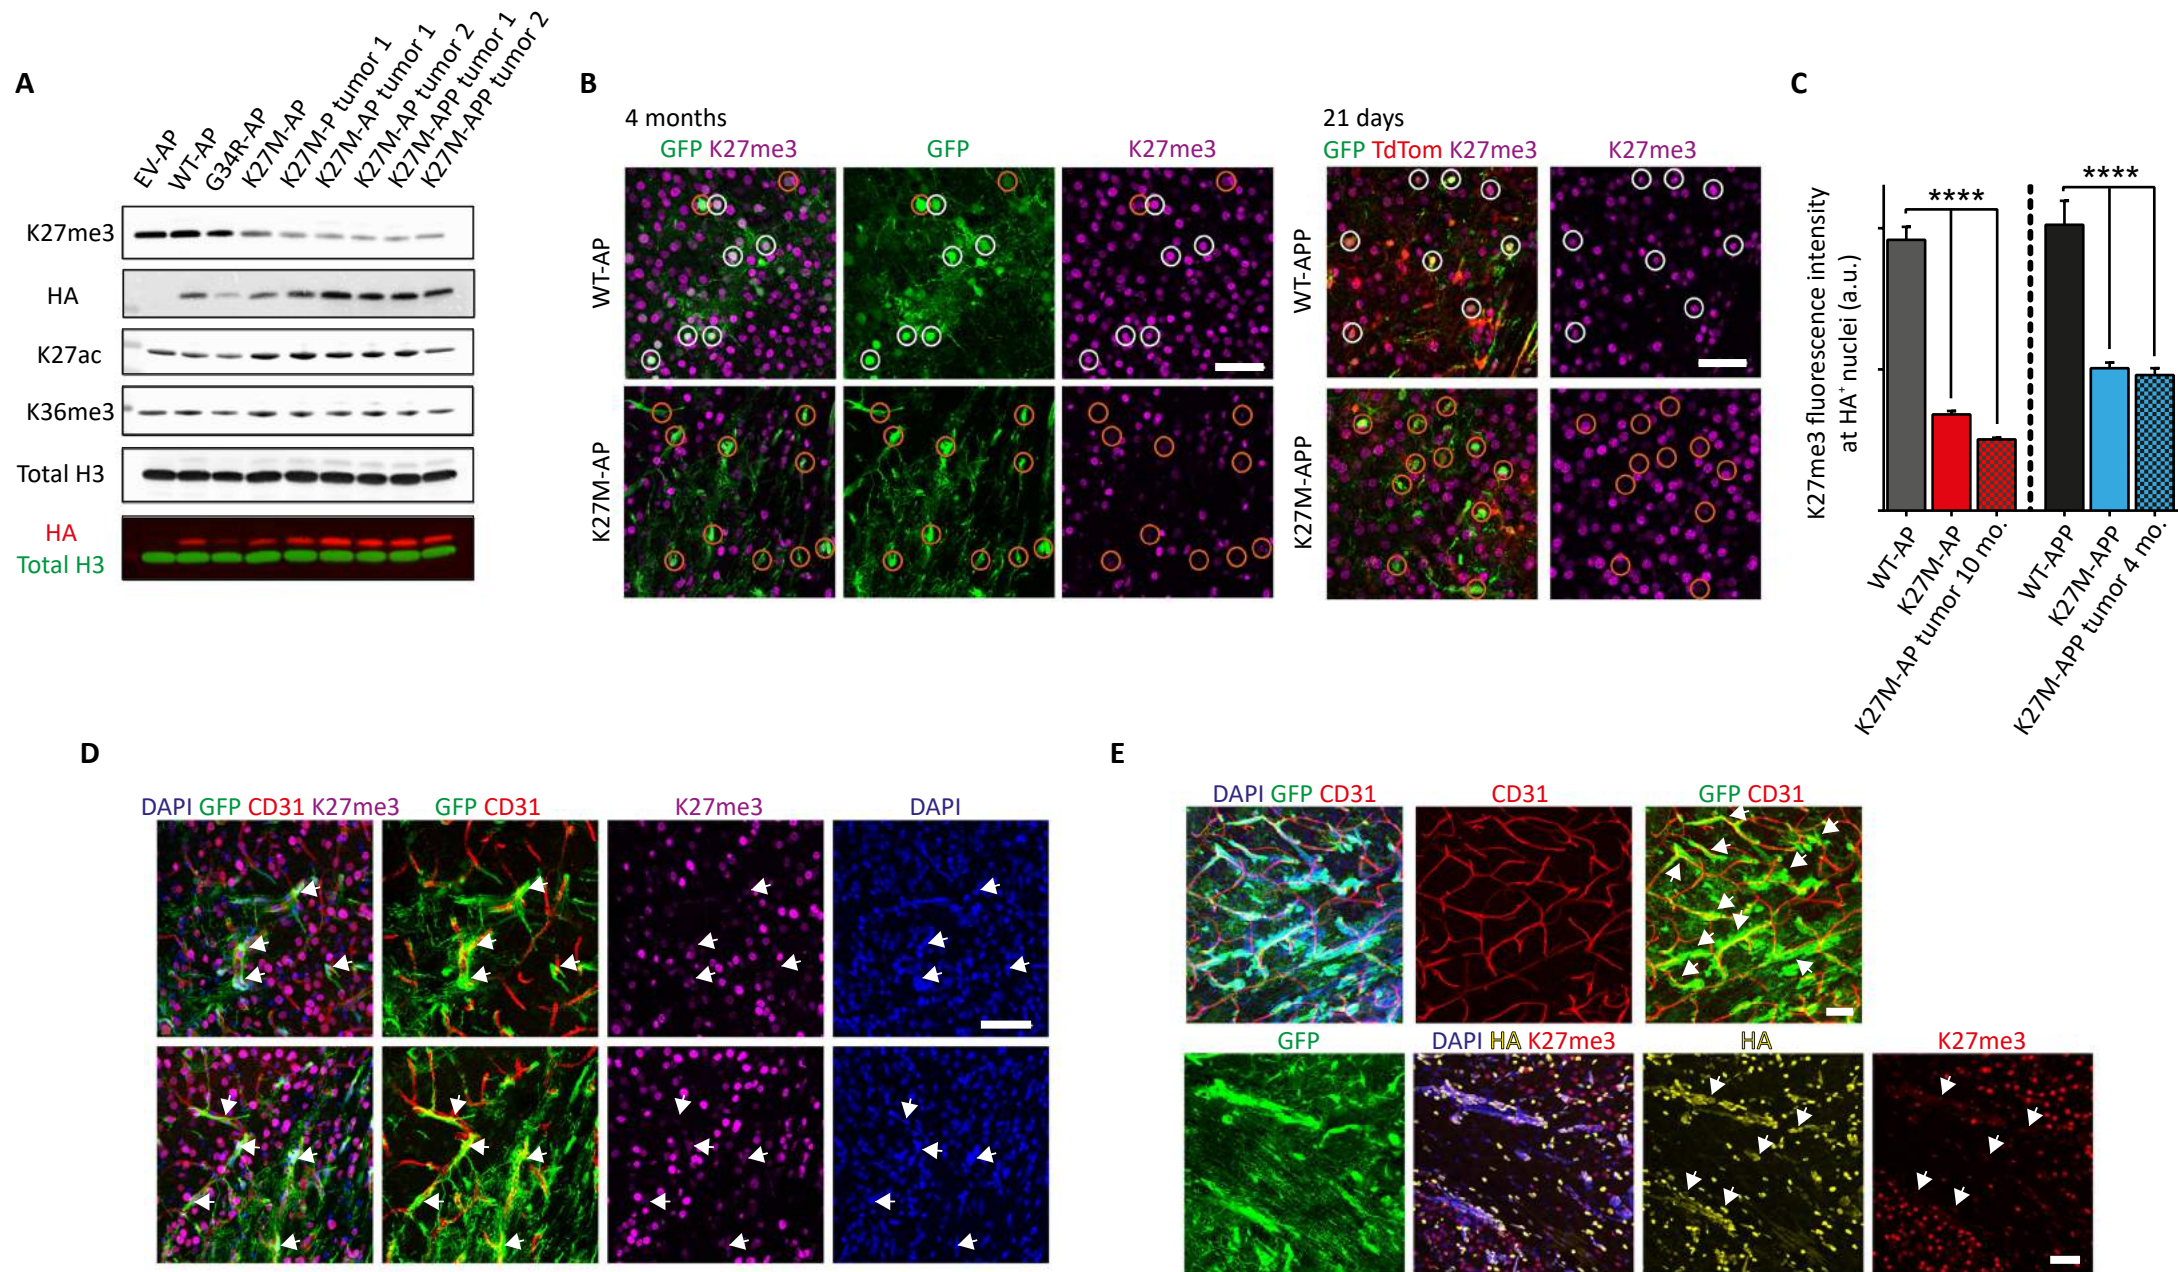 A
EV-AP
WT-AP
G34R-AP
K27M-AP
K27M-P tumor 1
K27M-AP tumor 1
K27M-AP tumor 2
K27M-APP tumor 1
K27M-APP tumor 2
K27me3
HA
K27ac
K36me3
Total H3
HA
Total H3
B
4 months
GFP K27me3
GFP
K27me3
WT-AP
K27M-AP
21 days
GFP TdTom K27me3
K27me3
WT-APP
K27M-APP
C
K27me3 fluorescence intensity
at HA⁺ nuclei (a.u.)
****
****
WT-AP
K27M-AP
K27M-AP tumor 10 mo.
WT-APP
K27M-APP
K27M-APP tumor 4 mo.
D
DAPI GFP CD31 K27me3
GFP CD31
K27me3
DAPI
E
DAPI GFP CD31
CD31
GFP CD31
GFP
DAPI HA K27me3
HA
K27me3